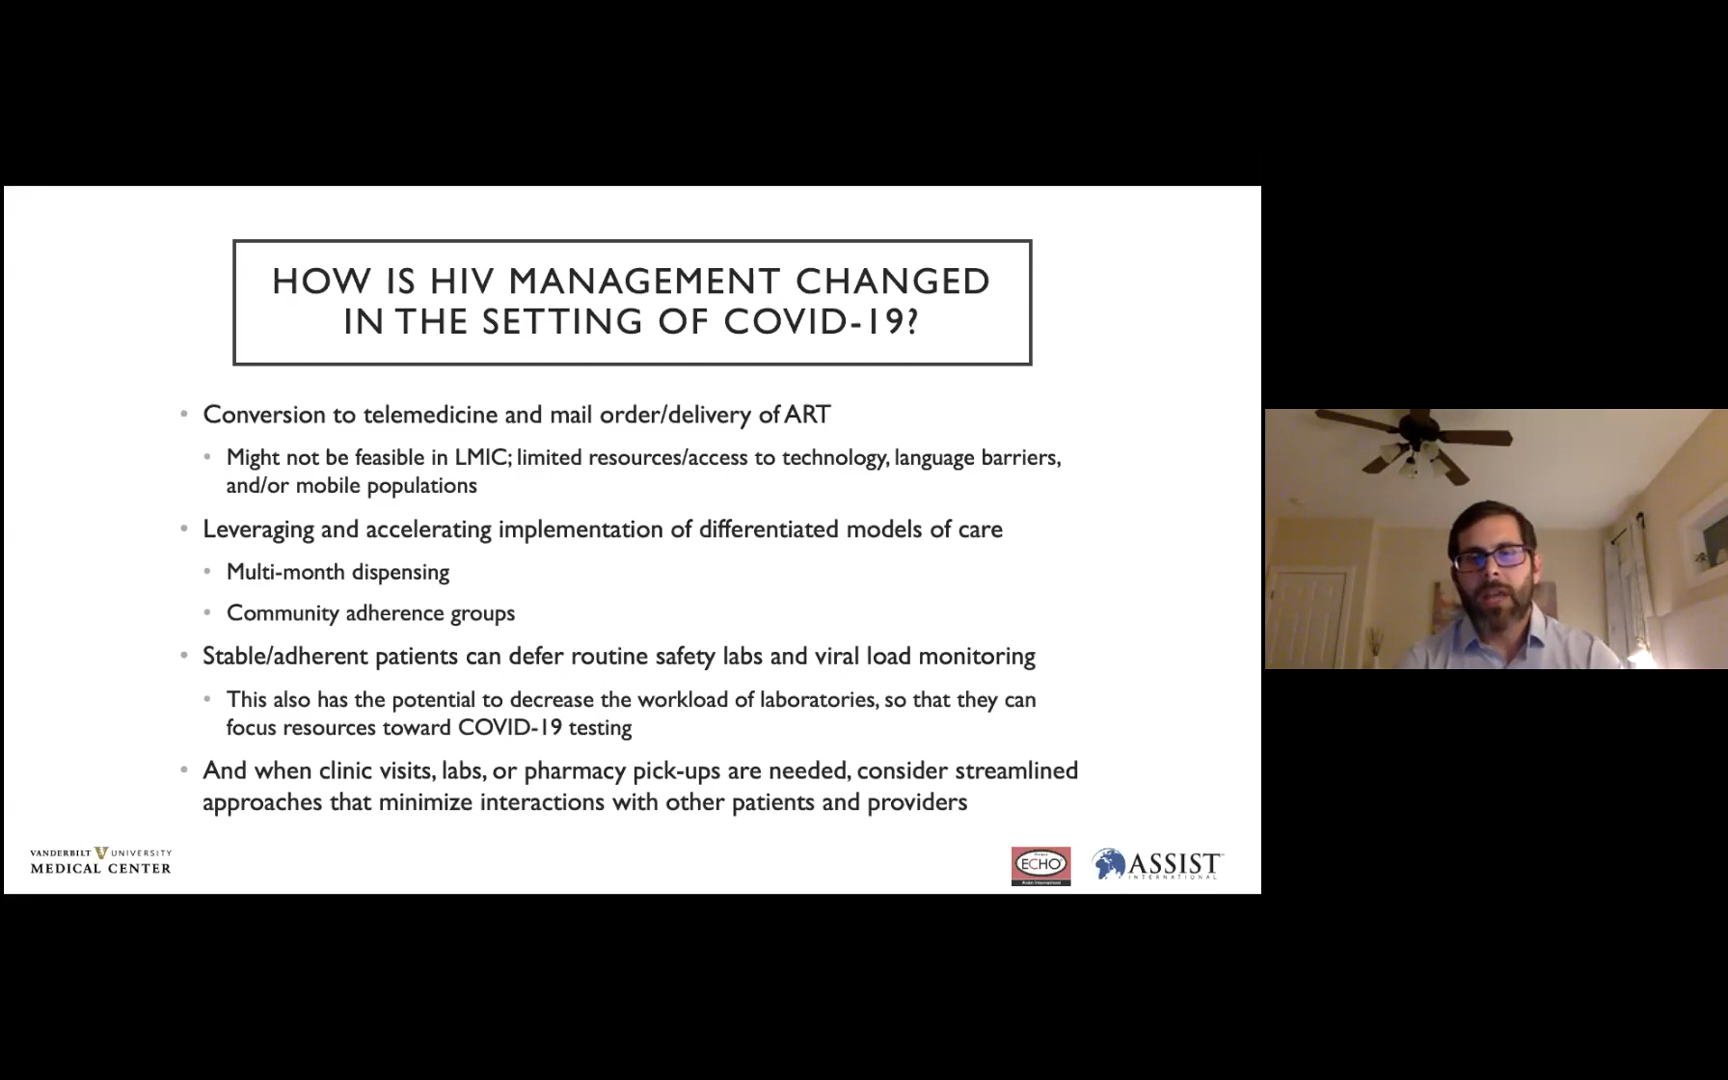 HOW IS HIV MANAGEMENT CHANGED
IN THE SETTING OF COVID-19?
• Conversion to telemedicine and mail order/delivery of ART
• Might not be feasible in LMIC; limited resources/access to technology, language barriers,
and/or mobile populations
• Leveraging and accelerating implementation of differentiated models of care
• Multi-month dispensing
• Community adherence groups
• Stable/adherent patients can defer routine safety labs and viral load monitoring
• This also has the potential to decrease the workload of laboratories, so that they can
focus resources toward COVID-19 testing
• And when clinic visits, labs, or pharmacy pick-ups are needed, consider streamlined
approaches that minimize interactions with other patients and providers
VANDERBILT V UNIVERSITY
MEDICAL CENTER
ECHO
ASSIST
INTERNATIONAL